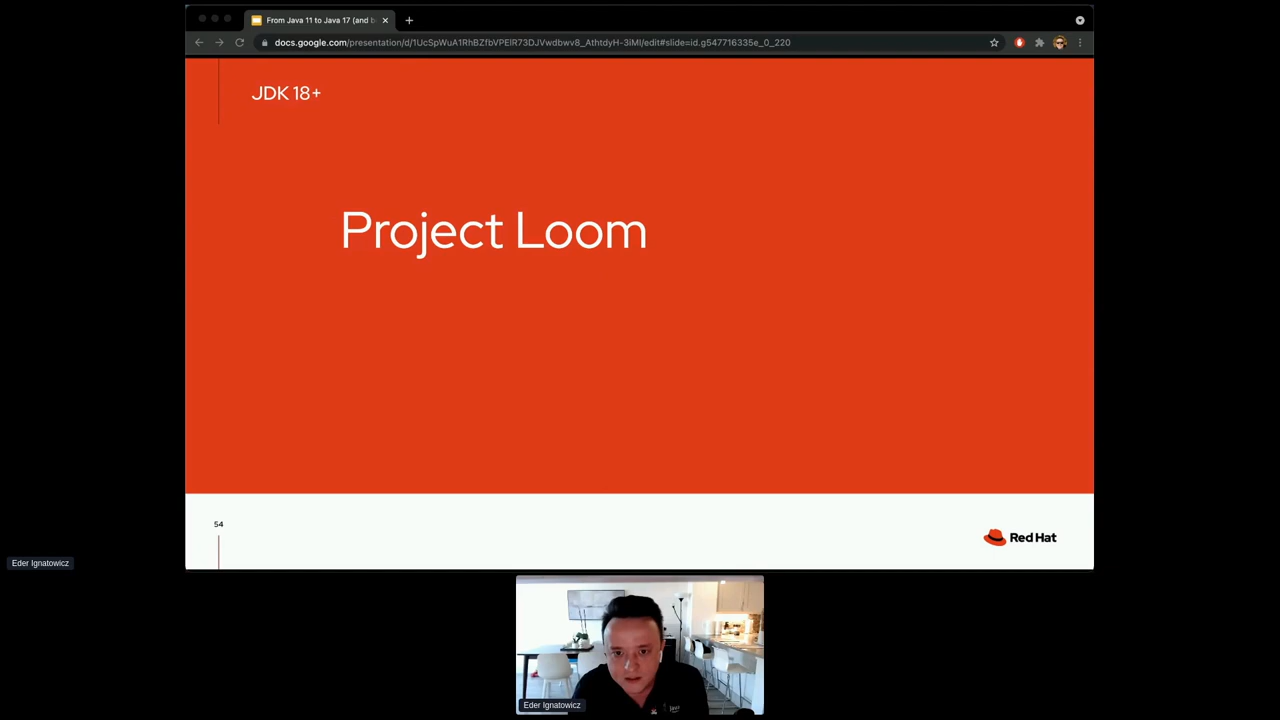 From Java 11 to Java 17 (and b
docs.google.com/presentation/d/1UcSpWuA1RhBZfbVPElR73DJVwdbwv8_AthtdyH-3iMI/edit#slide=id.g547716335e_0_220
JDK 18+
Project Loom
54
Red Hat
Eder Ignatowicz
Eder Ignatowicz
Java